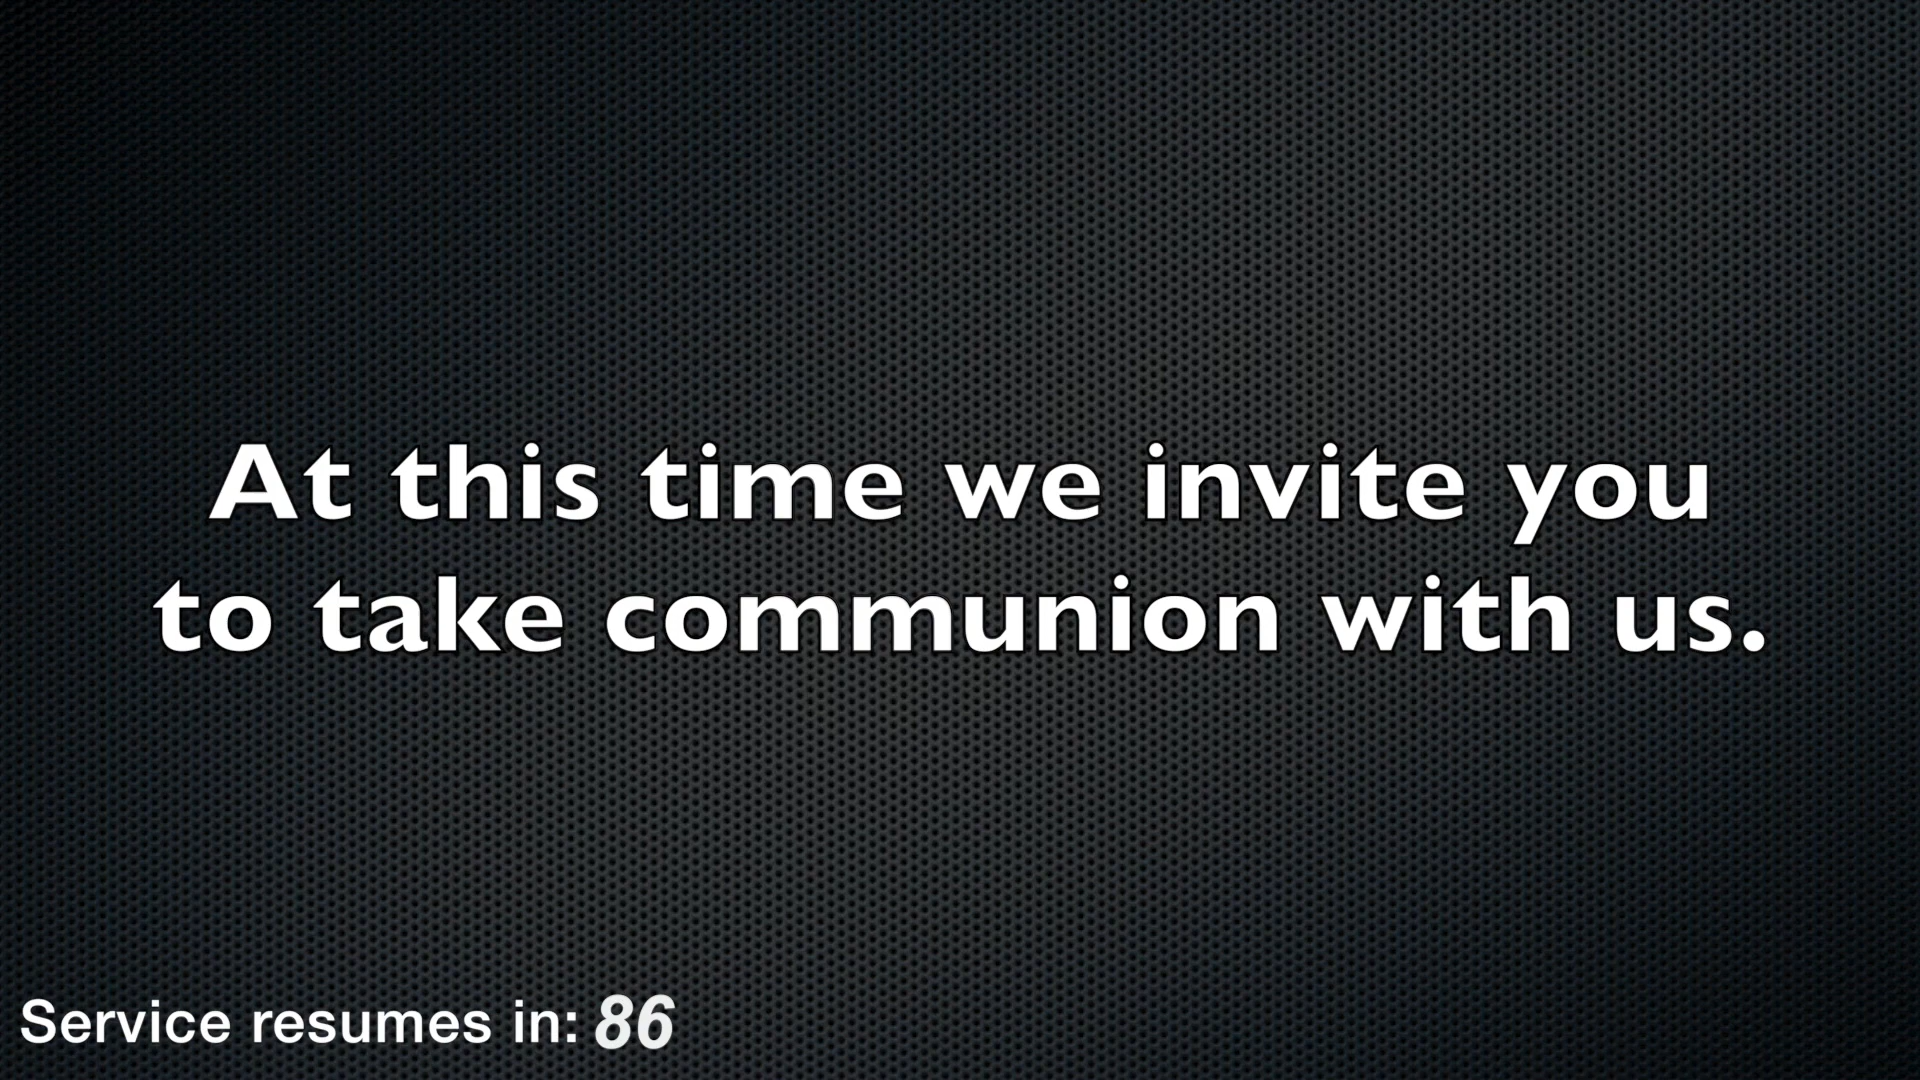 At this time we invite you
to take communion with us.
Service resumes in: 86